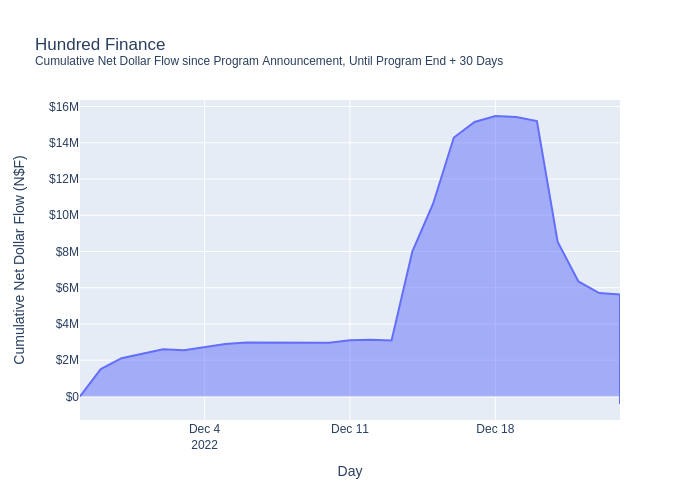 Hundred Finance
Cumulative Net Dollar Flow since Program Announcement, Until Program End + 30 Days
Cumulative Net Dollar Flow (N$F)
$16M
$14M
$12M
$10M
$8M
$6M
$4M
$2M
$0
Dec 4
2022
Dec 11
Dec 18
Day